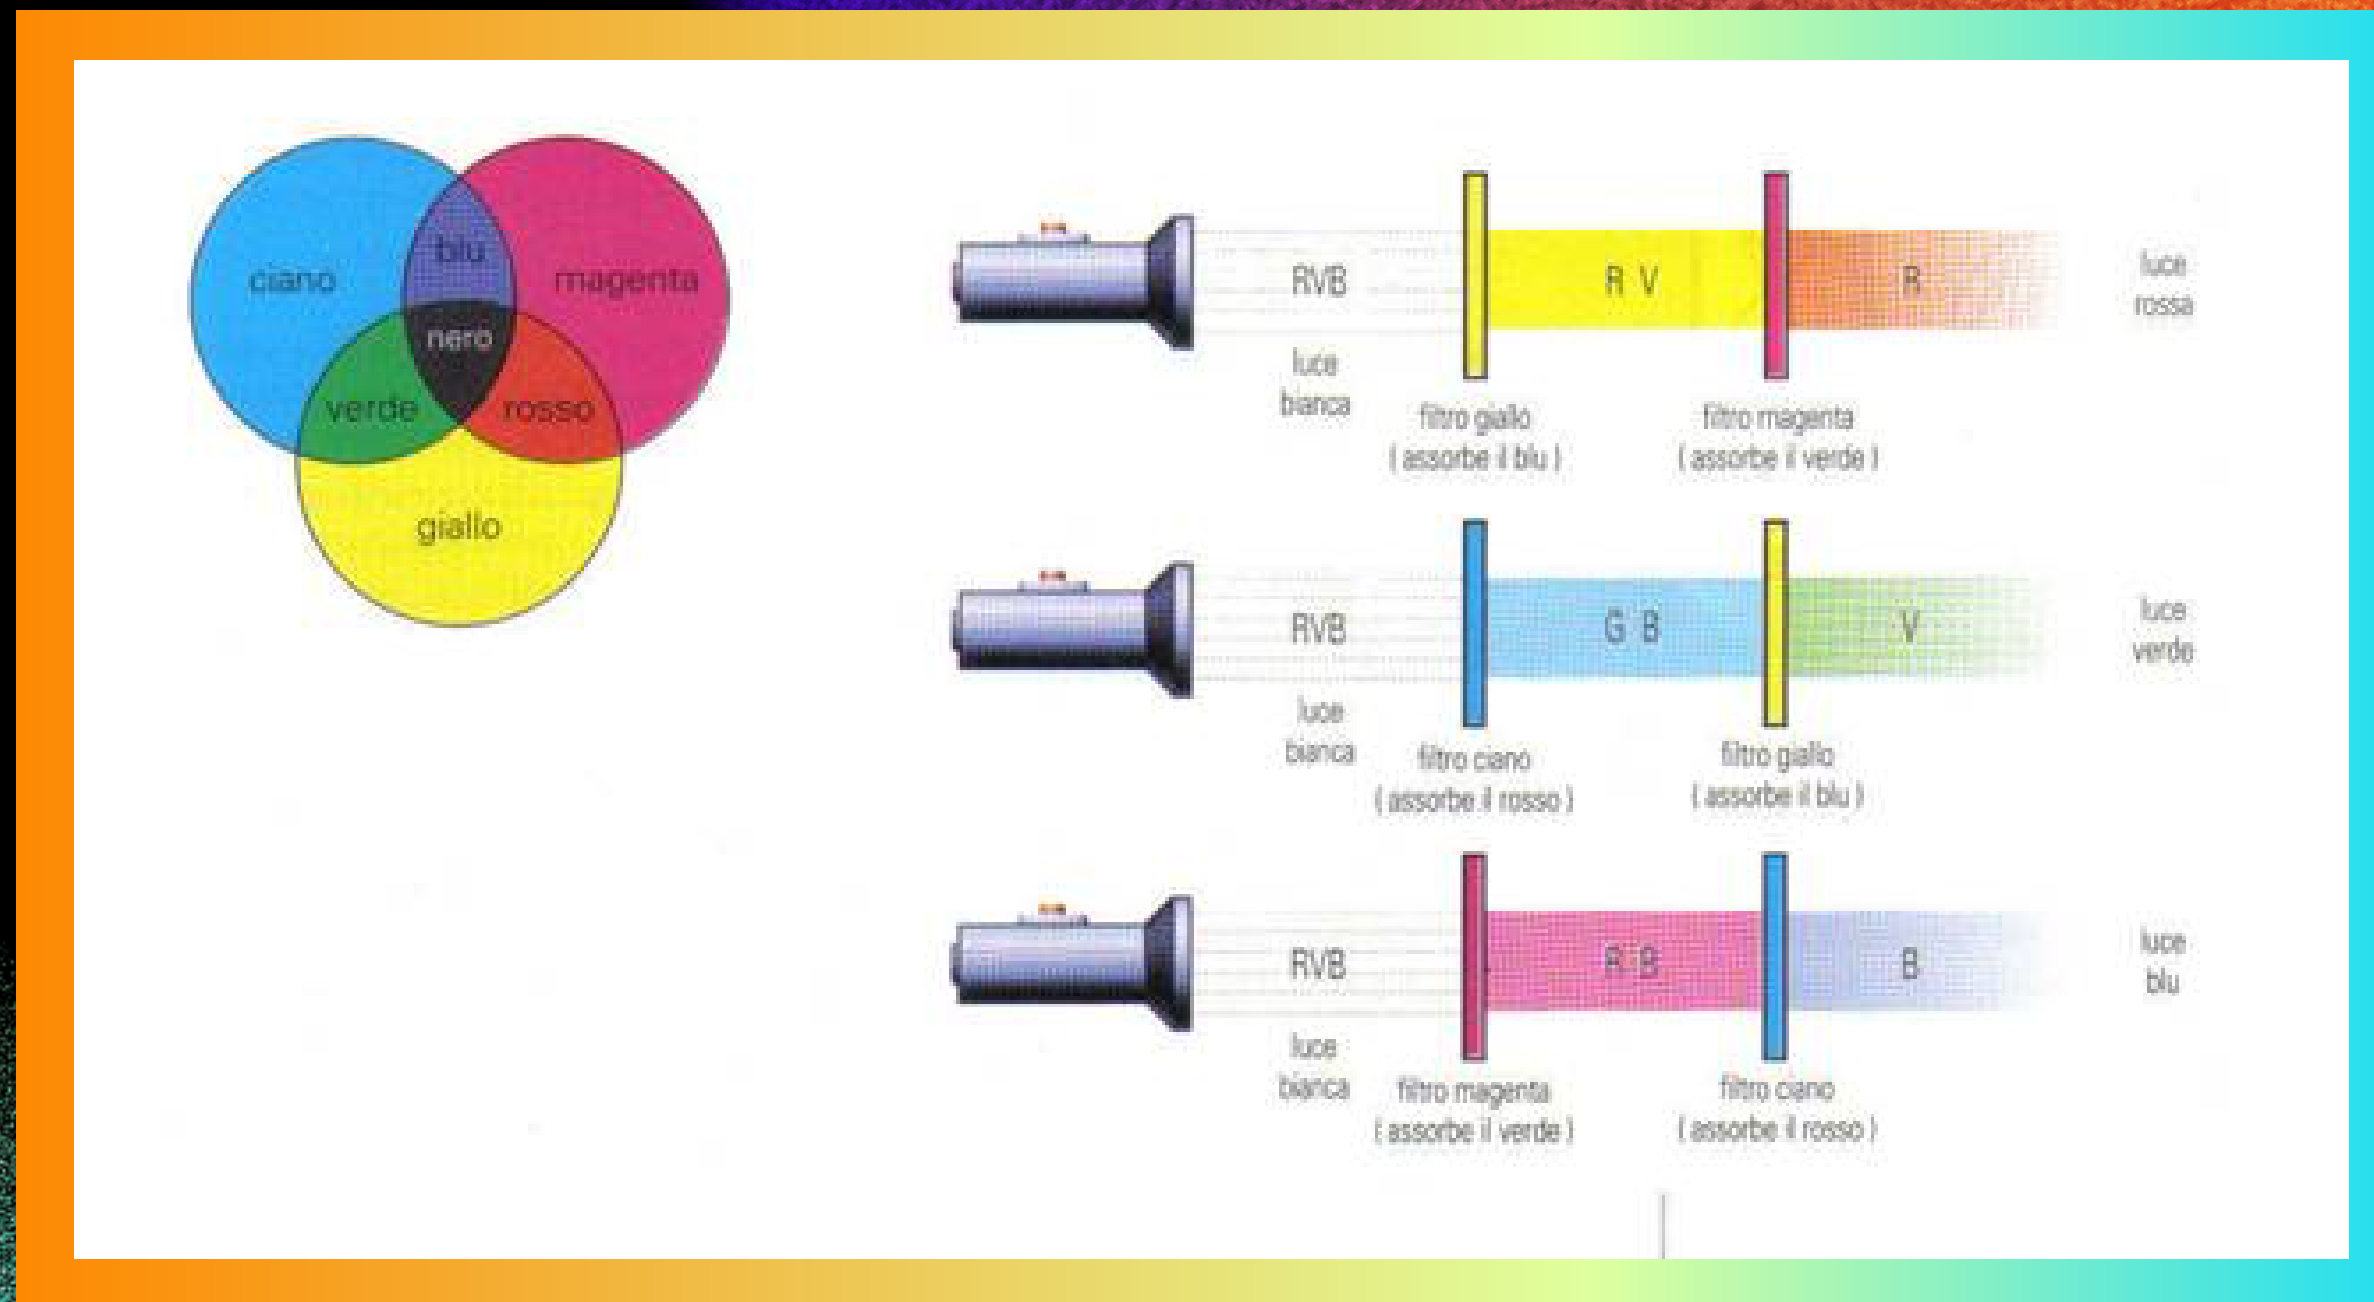 ciano
blu
magenta
nero
verde
rosso
giallo
RVB
R V
R
luce
rossa
luce
bianca
filtro giallo
( assorbe il blu )
filtro magenta
( assorbe il verde )
RVB
G B
V
luce
verde
luce
bianca
filtro ciano
( assorbe il rosso )
filtro giallo
( assorbe il blu )
RVB
R B
B
luce
blu
luce
bianca
filtro magenta
( assorbe il verde )
filtro ciano
( assorbe il rosso )